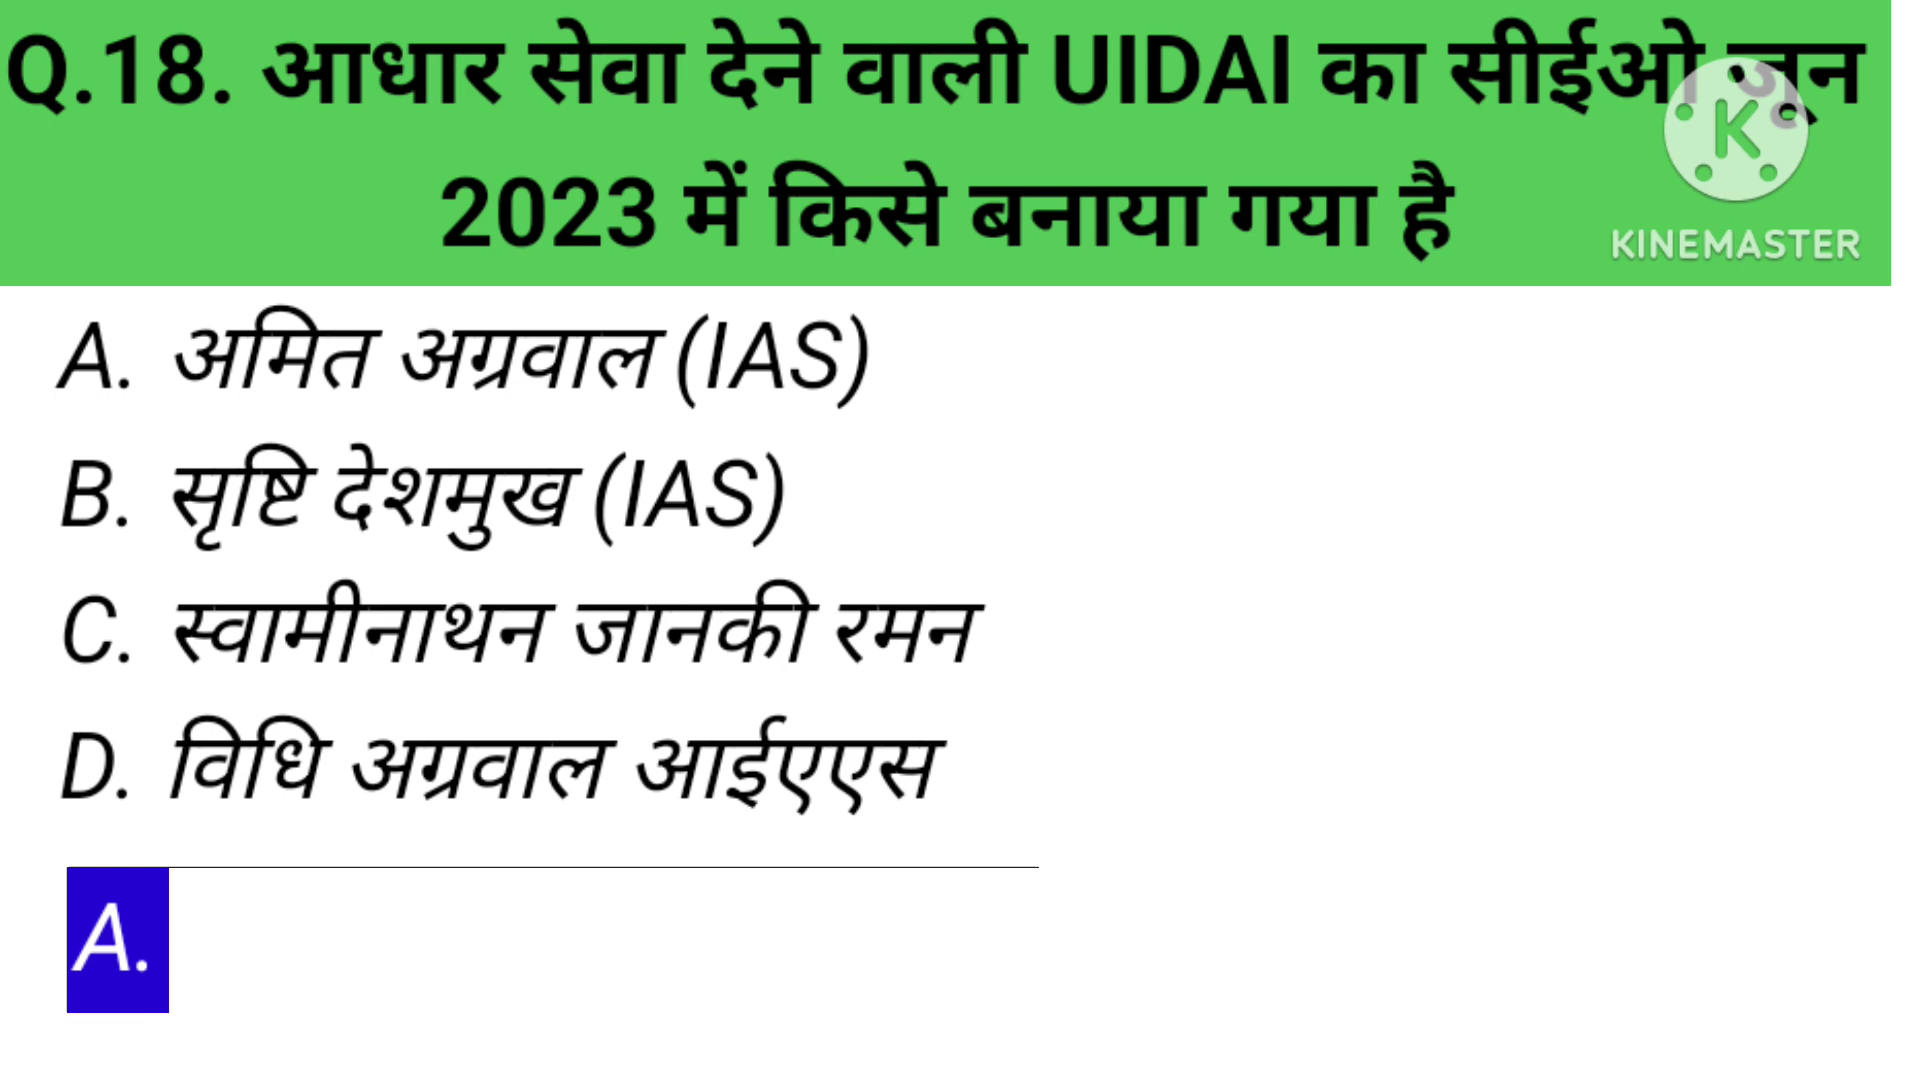 Q.18. आधार सेवा देने वाली UIDAI का सीईओ जून
2023 में किसे बनाया गया है
K
KINEMASTER
A. अमित अग्रवाल (IAS)
B. सृष्टि देशमुख (IAS)
C. स्वामीनाथन जानकी रमन
D. विधि अग्रवाल आईएएस
A.